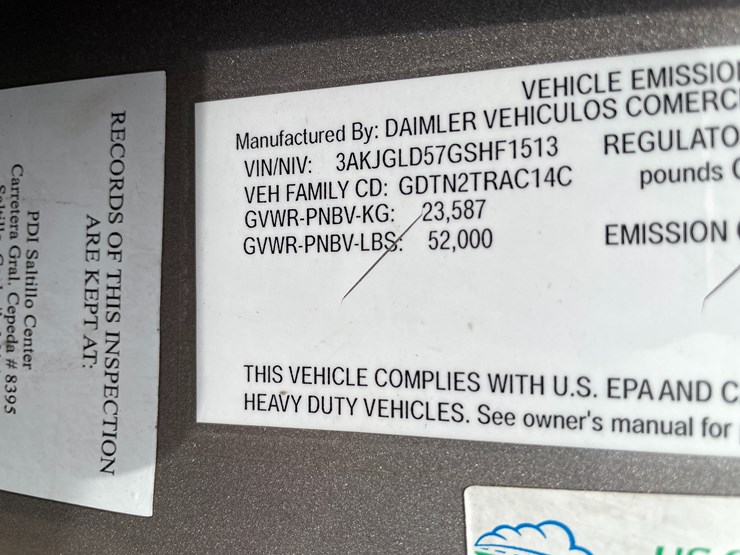 RECORDS OF THIS INSPECTION
ARE KEPT AT:
PDI Saltillo Center
Carretera Gral. Cepeda # 8395
VEHICLE EMISSIO
Manufactured By: DAIMLER VEHICULOS COMERC
VIN/NIV: 3AKJGLD57GSHF1513
REGULATO
VEH FAMILY CD: GDTN2TRAC14C
pounds
GVWR-PNBV-KG: 23,587
GVWR-PNBV-LBS: 52,000
EMISSION
THIS VEHICLE COMPLIES WITH U.S. EPA AND C
HEAVY DUTY VEHICLES. See owner's manual for